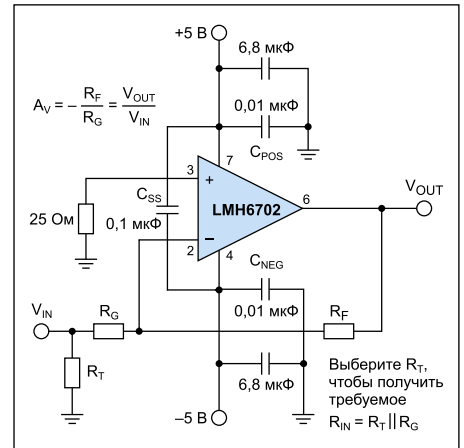 +5 В
6,8 мкФ
A_V = – R_F / R_G = V_OUT / V_IN
0,01 мкФ
C_POS
7
3
+
C_SS
LMH6702
6
V_OUT
25 Ом
0,1 мкФ
–
2
4
C_NEG
V_IN
R_G
0,01 мкФ
R_F
R_T
6,8 мкФ
Выберите R_T,
чтобы получить
требуемое
R_IN = R_T||R_G
–5 В